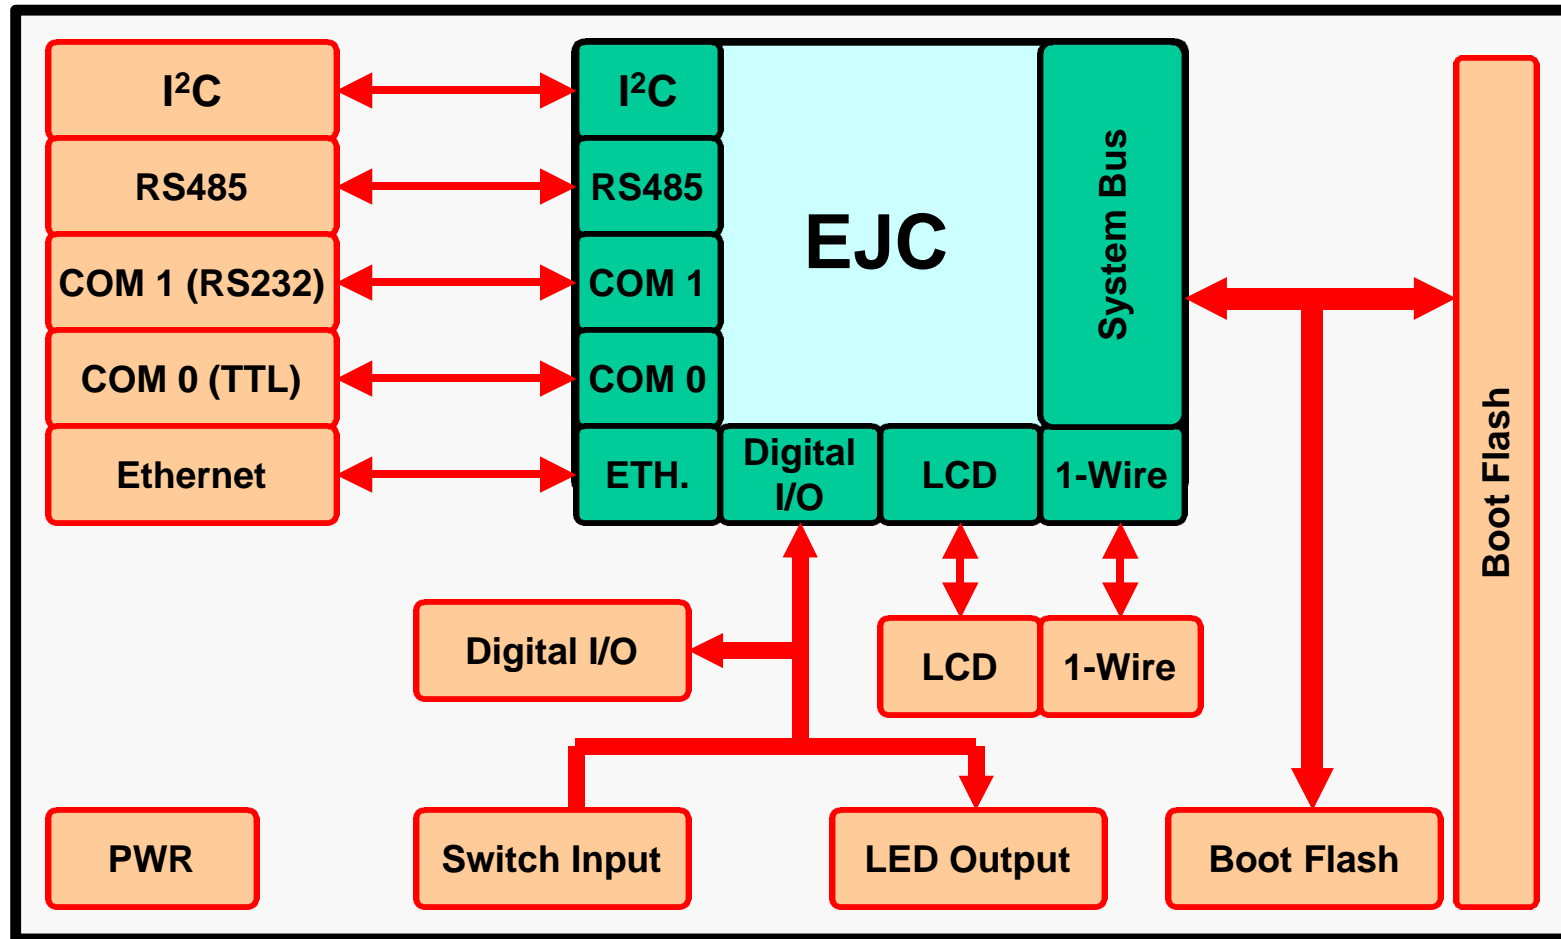 I²C
RS485
COM 1 (RS232)
COM 0 (TTL)
Ethernet
I²C
RS485
COM 1
COM 0
ETH.
Digital
I/O
LCD
1-Wire
EJC
System Bus
Boot Flash
Digital I/O
LCD
1-Wire
PWR
Switch Input
LED Output
Boot Flash